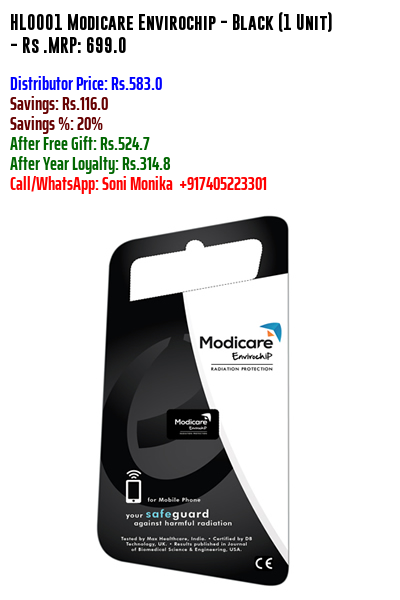 HL0001 Modicare Envirochip - Black (1 Unit)
- Rs .MRP: 699.0
Distributor Price: Rs.583.0
Savings: Rs.116.0
Savings %: 20%
After Free Gift: Rs.524.7
After Year Loyalty: Rs.314.8
Call/WhatsApp: Soni Monika +917405223301
Modicare
EnvirochiP
RADIATION PROTECTION
Modicare
EnvirochiP
for Mobile Phone
your safeguard
against harmful radiation
Tested by Max Healthcare, India. • Certified by DB
Technology, UK. • Results published in Journal
of Biomedical Science & Engineering, USA.
CE